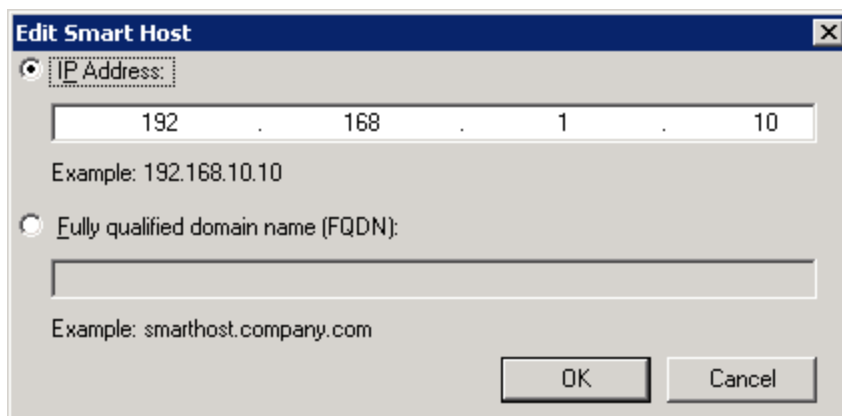 Edit Smart Host
IP Address:
192 . 168 . 1 . 10
Example: 192.168.10.10
Fully qualified domain name (FQDN):
Example: smarthost.company.com
OK Cancel